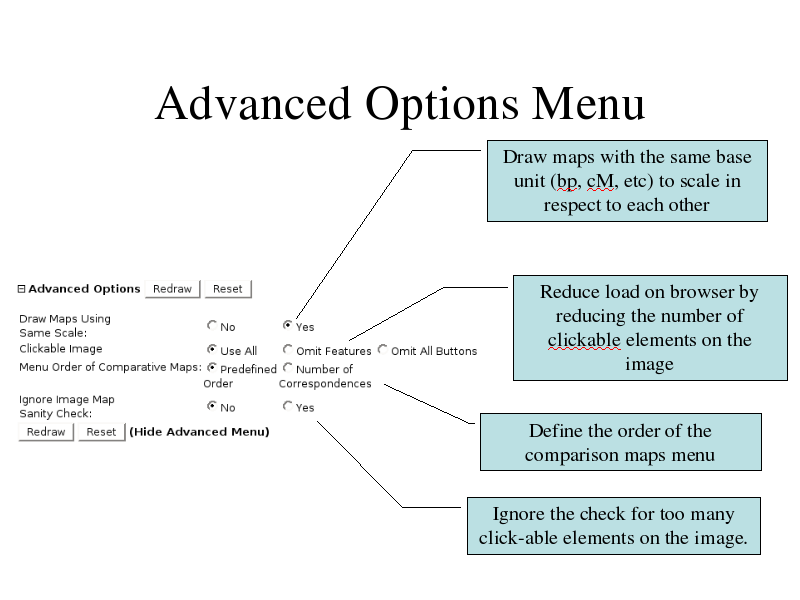 Advanced Options Menu
Draw maps with the same base
unit (bp, cM, etc) to scale in
respect to each other
Advanced Options Redraw Reset
Reduce load on browser by
reducing the number of
clickable elements on the
image
Draw Maps Using
Same Scale: No Yes
Clickable Image Use All Omit Features Omit All Buttons
Menu Order of Comparative Maps: Predefined Number of
Order Correspondences
Ignore Image Map
Sanity Check: No Yes
Redraw Reset (Hide Advanced Menu)
Define the order of the
comparison maps menu
Ignore the check for too many
click-able elements on the image.